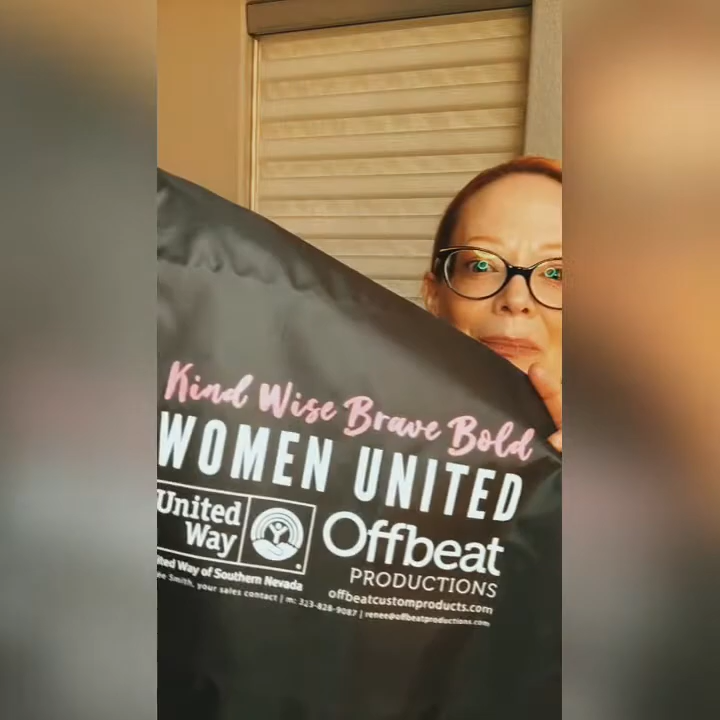 Kind Wise Brave Bold
WOMEN UNITED
United
Way
Offbeat
PRODUCTIONS
Way of Southern Nevada
offbeatcustomproducts.com
Smith, your sales contact | m: 323-828-9087 | renee@offbeatproductions.com